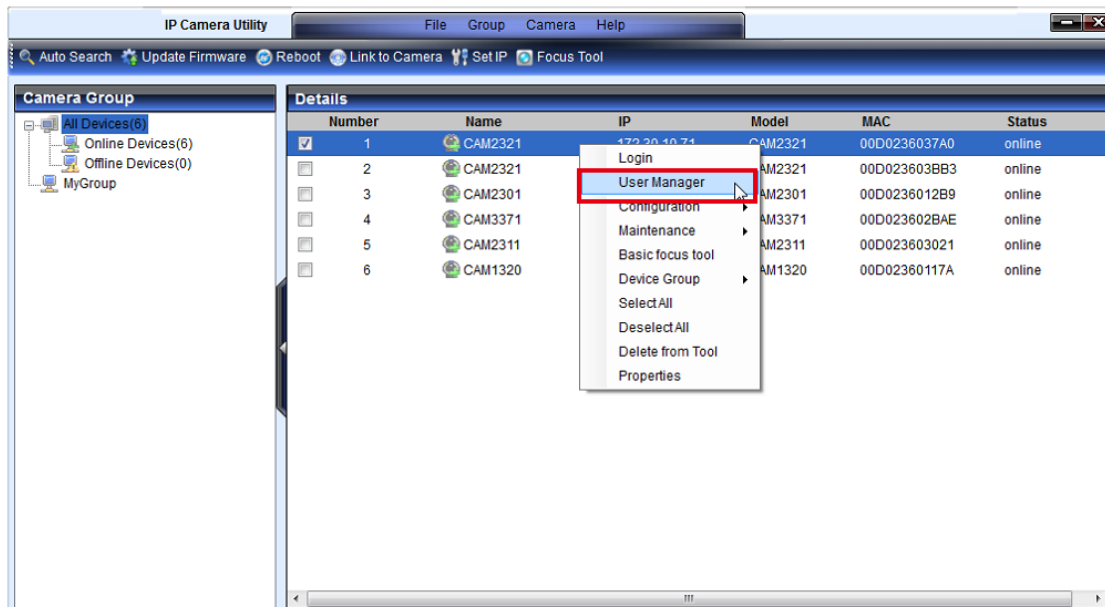 IP Camera Utility
File Group Camera Help
Auto Search Update Firmware Reboot Link to Camera Set IP Focus Tool
Camera Group
All Devices(6)
Online Devices(6)
Offline Devices(0)
MyGroup
Details
Number Name IP Model MAC Status
1 CAM2321 172.30.10.71 CAM2321 00D0236037A0 online
2 CAM2321 AM2321 00D023603BB3 online
3 CAM2301 AM2301 00D0236012B9 online
4 CAM3371 AM3371 00D023602BAE online
5 CAM2311 AM2311 00D023603021 online
6 CAM1320 AM1320 00D02360117A online
Login
User Manager
Configuration
Maintenance
Basic focus tool
Device Group
Select All
Deselect All
Delete from Tool
Properties